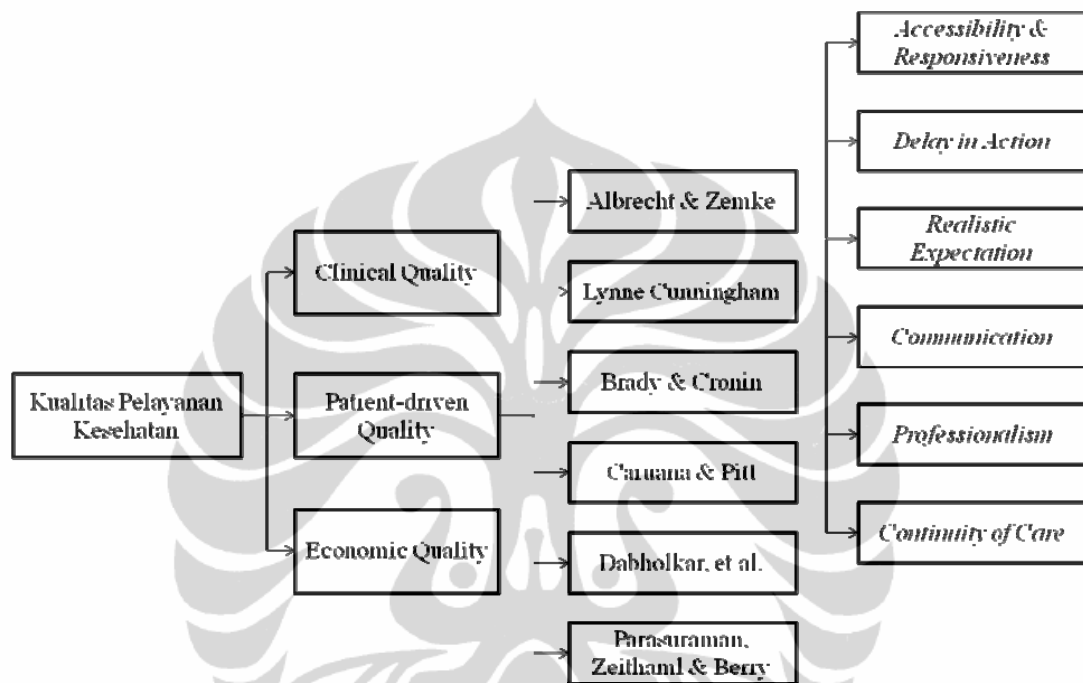 Kualitas Pelayanan
Kesehatan
Clinical Quality
Patient-driven
Quality
Economic Quality
Albrecht & Zemke
Lynne Cunningham
Brady & Cronin
Caruana & Pitt
Dabholkar, et al.
Parasuraman,
Zeithaml & Berry
Accessibility &
Responsiveness
Delay in Action
Realistic
Expectation
Communication
Professionalism
Continuity of Care